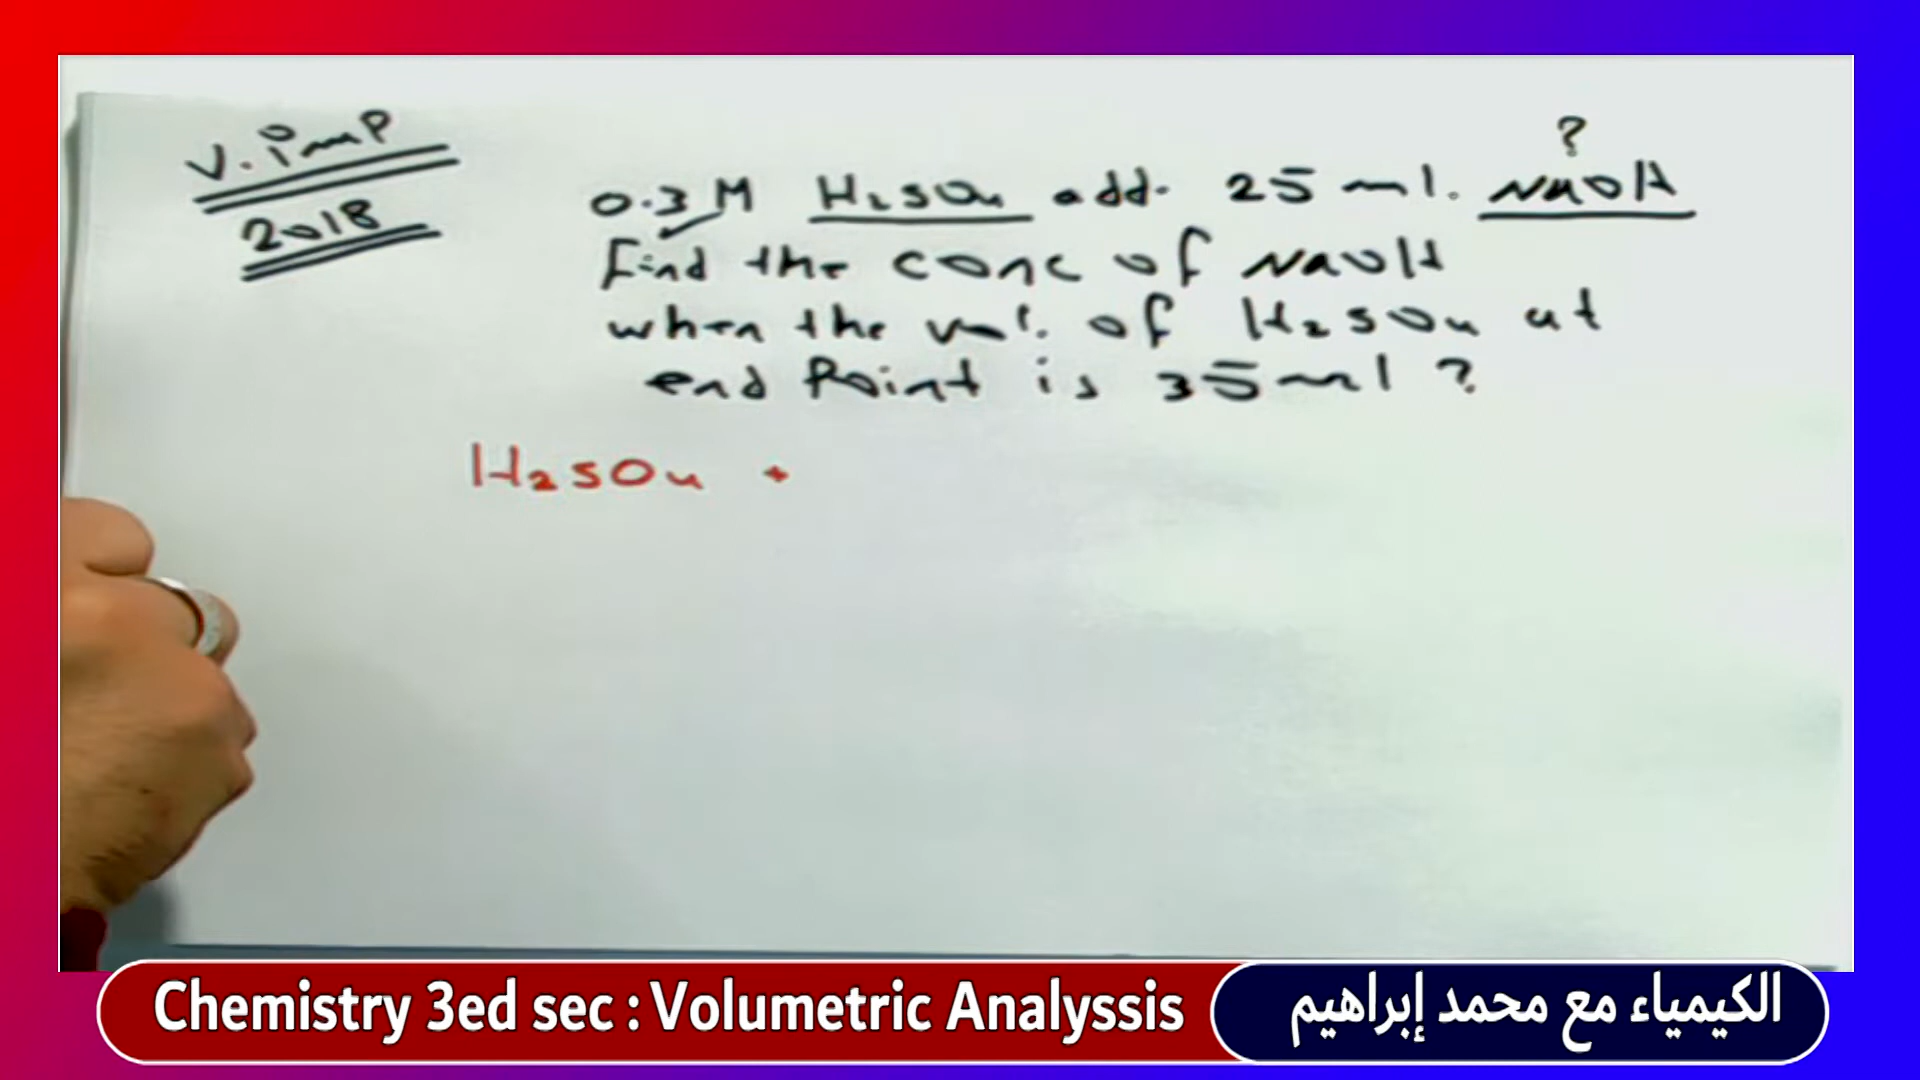 V. imp
2018
?
0.3 M H₂SO₄ add. 25 ml. NaOH
Find the conc of NaOH
when the vol. of H₂SO₄ at
end Point is 35 ml ?
H₂SO₄ +
Chemistry 3ed sec : Volumetric Analyssis
الكيمياء مع محمد إبراهيم